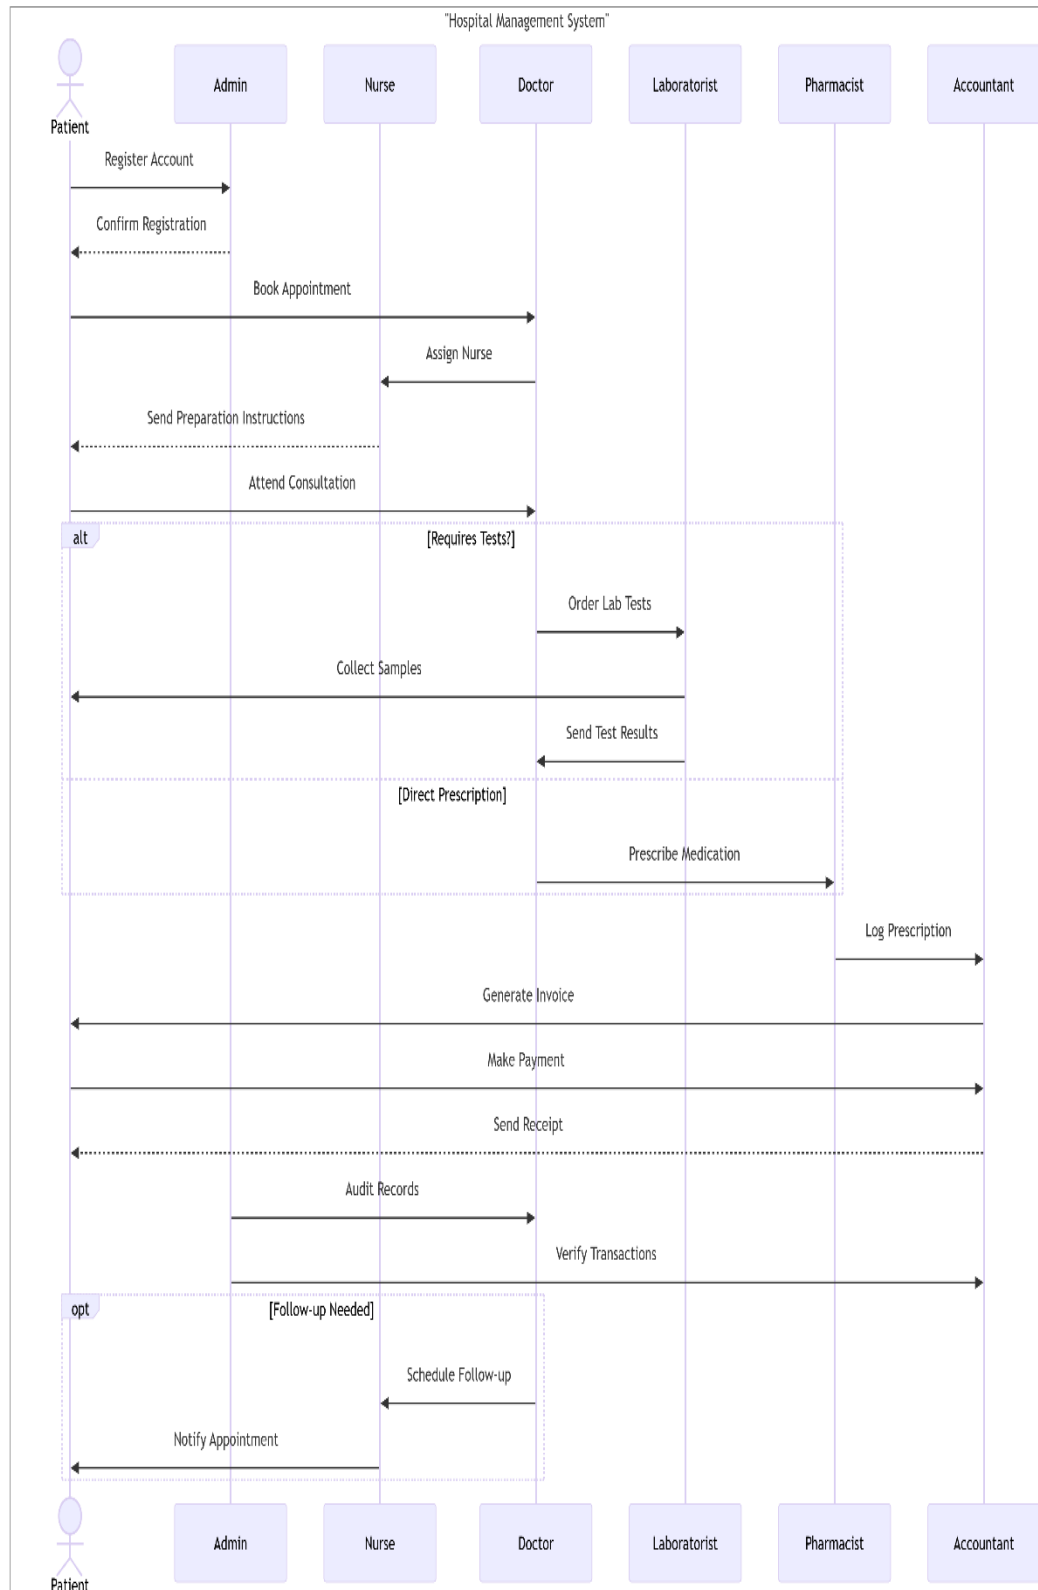 "Hospital Management System"
Patient
Admin
Nurse
Doctor
Laboratorist
Pharmacist
Accountant
Register Account
Confirm Registration
Book Appointment
Assign Nurse
Send Preparation Instructions
Attend Consultation
alt
[Requires Tests?]
Order Lab Tests
Collect Samples
Send Test Results
[Direct Prescription]
Prescribe Medication
Log Prescription
Generate Invoice
Make Payment
Send Receipt
Audit Records
Verify Transactions
opt
[Follow-up Needed]
Schedule Follow-up
Notify Appointment
Patient
Admin
Nurse
Doctor
Laboratorist
Pharmacist
Accountant